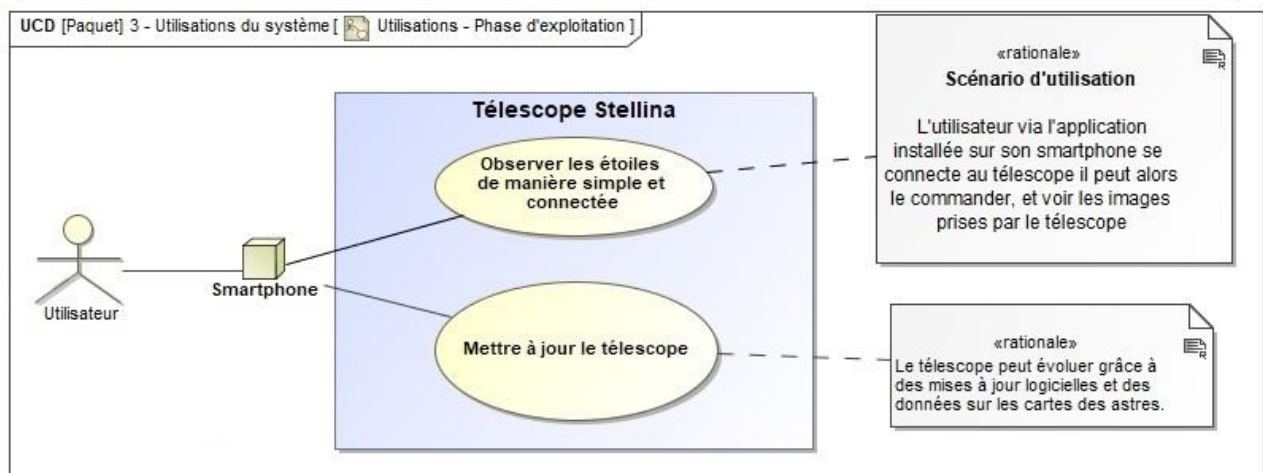 UCD [Paquet] 3 - Utilisations du système [ Utilisations - Phase d'exploitation ]
«rationale»
Scénario d'utilisation
L'utilisateur via l'application
installée sur son smartphone se
connecte au télescope il peut alors
le commander, et voir les images
prises par le télescope
Télescope Stellina
Observer les étoiles
de manière simple et
connectée
Utilisateur
Smartphone
Mettre à jour le télescope
«rationale»
Le télescope peut évoluer grâce à
des mises à jour logicielles et des
données sur les cartes des astres.